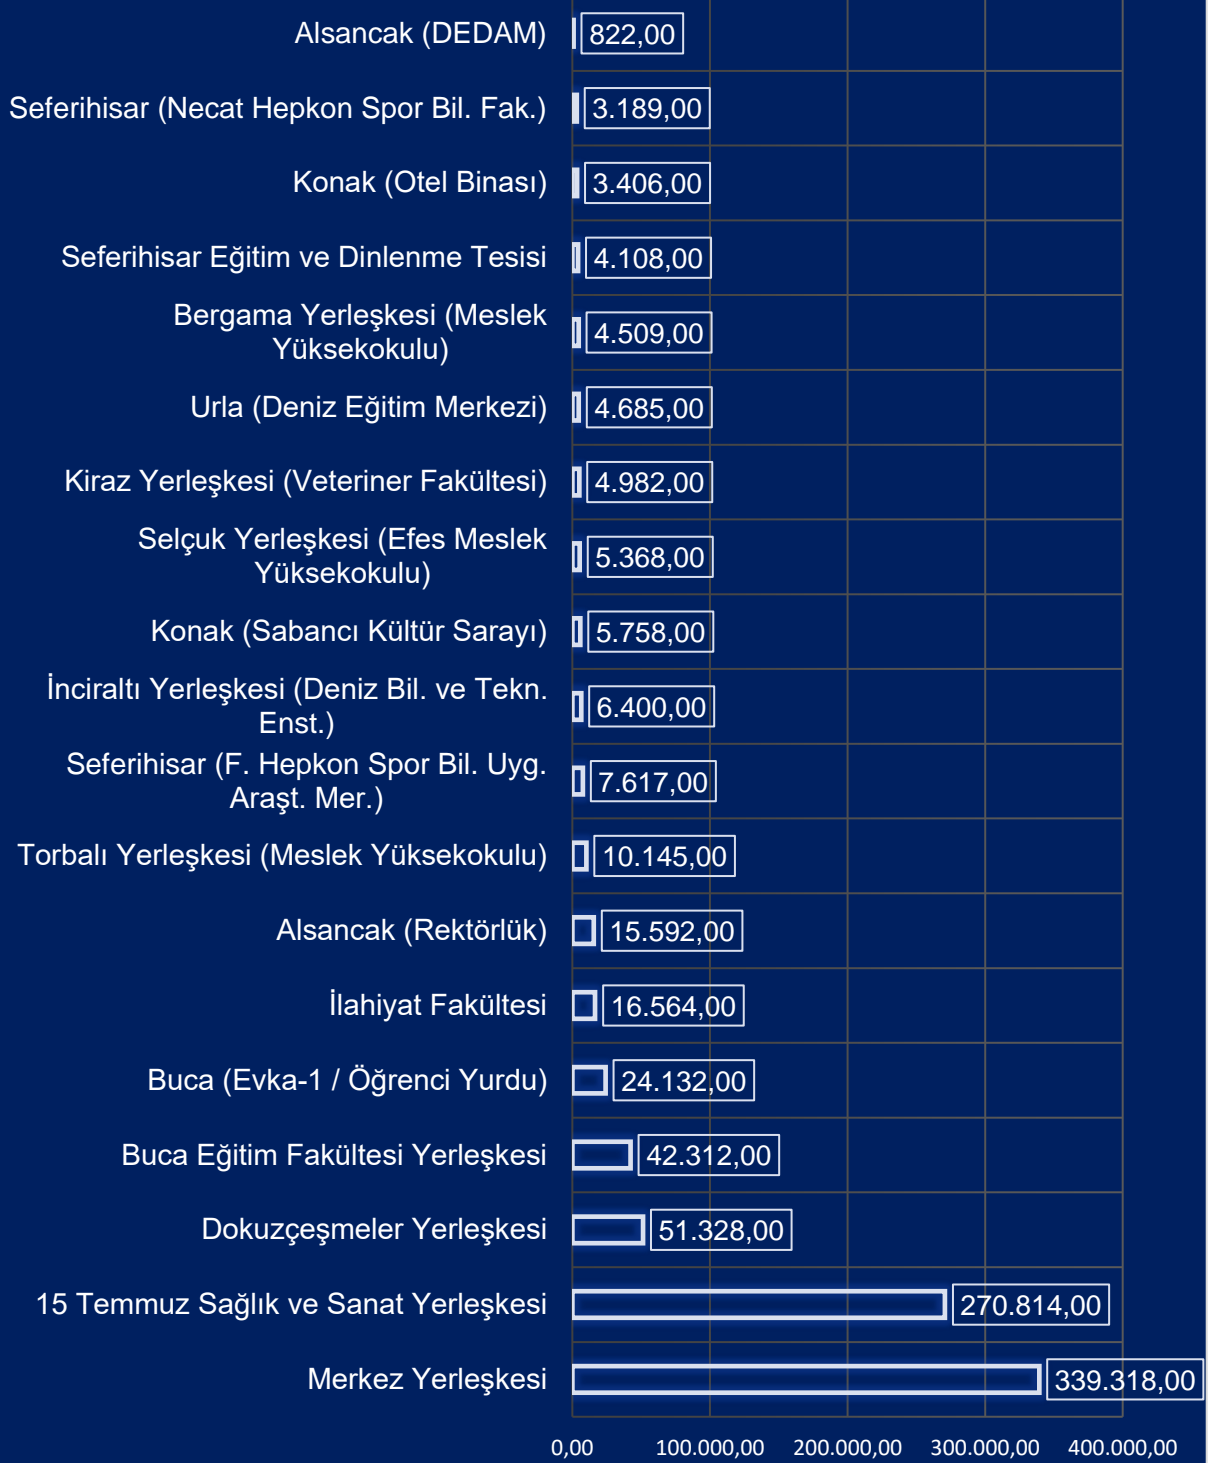 Alsancak (DEDAM)
822,00
Seferihisar (Necat Hepkon Spor Bil. Fak.)
3.189,00
Konak (Otel Binası)
3.406,00
Seferihisar Eğitim ve Dinlenme Tesisi
4.108,00
Bergama Yerleşkesi (Meslek
Yüksekokulu)
4.509,00
Urla (Deniz Eğitim Merkezi)
4.685,00
Kiraz Yerleşkesi (Veteriner Fakültesi)
4.982,00
Selçuk Yerleşkesi (Efes Meslek
Yüksekokulu)
5.368,00
Konak (Sabancı Kültür Sarayı)
5.758,00
İnciraltı Yerleşkesi (Deniz Bil. ve Tekn.
Enst.)
6.400,00
Seferihisar (F. Hepkon Spor Bil. Uyg.
Araşt. Mer.)
7.617,00
Torbalı Yerleşkesi (Meslek Yüksekokulu)
10.145,00
Alsancak (Rektörlük)
15.592,00
İlahiyat Fakültesi
16.564,00
Buca (Evka-1 / Öğrenci Yurdu)
24.132,00
Buca Eğitim Fakültesi Yerleşkesi
42.312,00
Dokuzçeşmeler Yerleşkesi
51.328,00
15 Temmuz Sağlık ve Sanat Yerleşkesi
270.814,00
Merkez Yerleşkesi
339.318,00
0,00 100.000,00 200.000,00 300.000,00 400.000,00